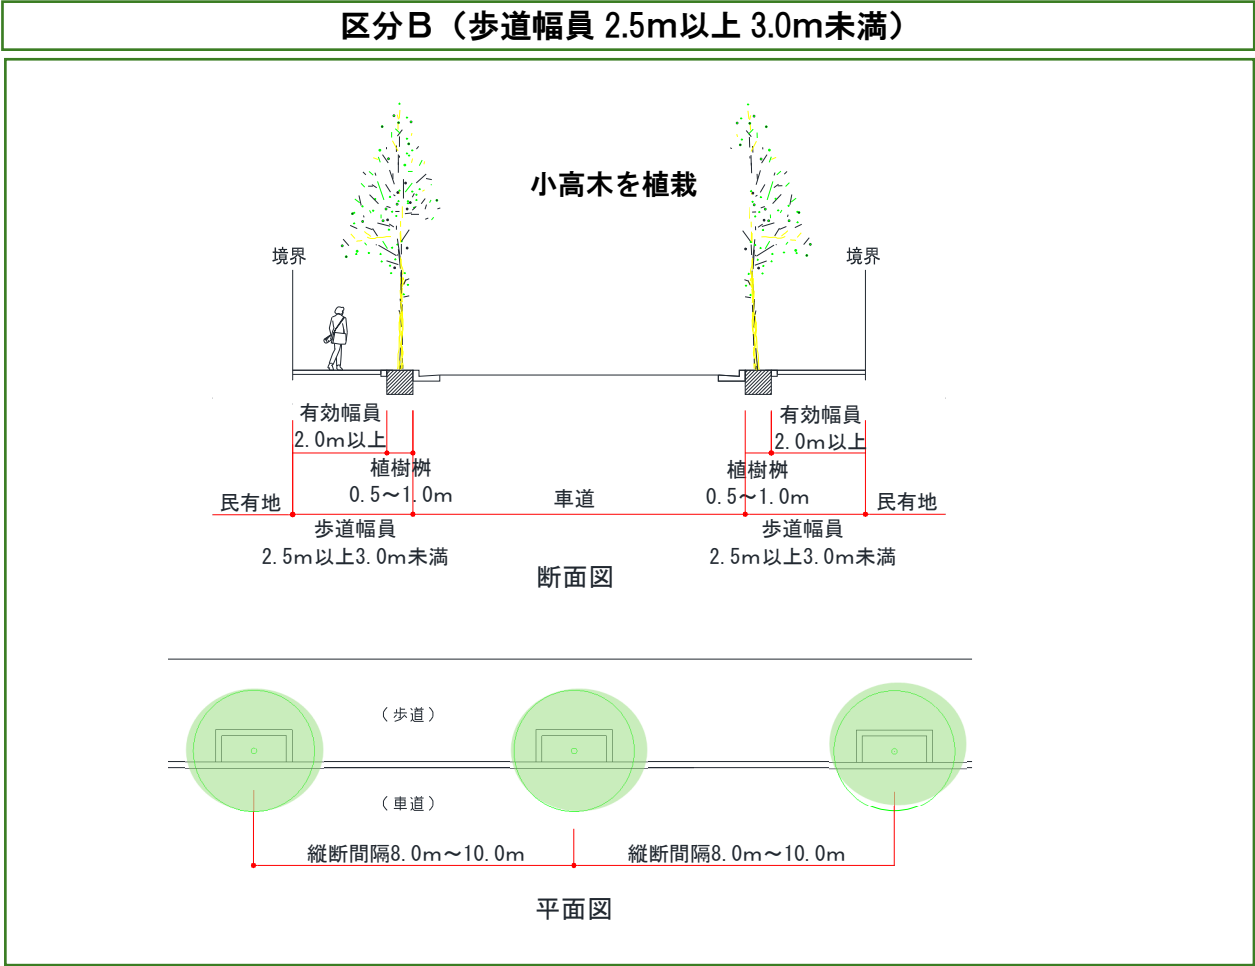 区分B（歩道幅員 2.5m以上 3.0m未満）
小高木を植栽
境界
境界
有効幅員
2.0m以上
有効幅員
2.0m以上
植樹桝
0.5～1.0m
植樹桝
0.5～1.0m
民有地
車道
民有地
歩道幅員
2.5m以上3.0m未満
歩道幅員
2.5m以上3.0m未満
断面図
（歩道）
（車道）
縦断間隔8.0m～10.0m
縦断間隔8.0m～10.0m
平面図